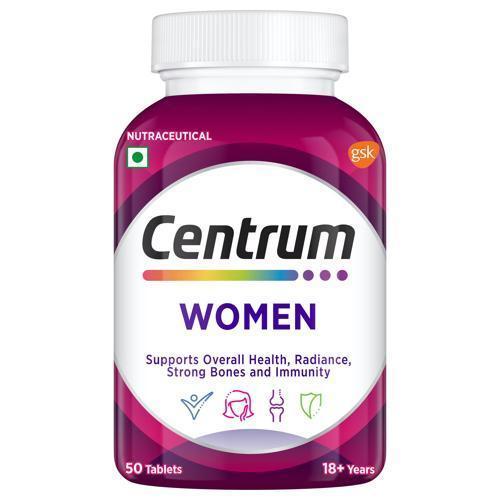 NUTRACEUTICAL
gsk
Centrum
WOMEN
Supports Overall Health, Radiance,
Strong Bones and Immunity
50 Tablets
18+ Years